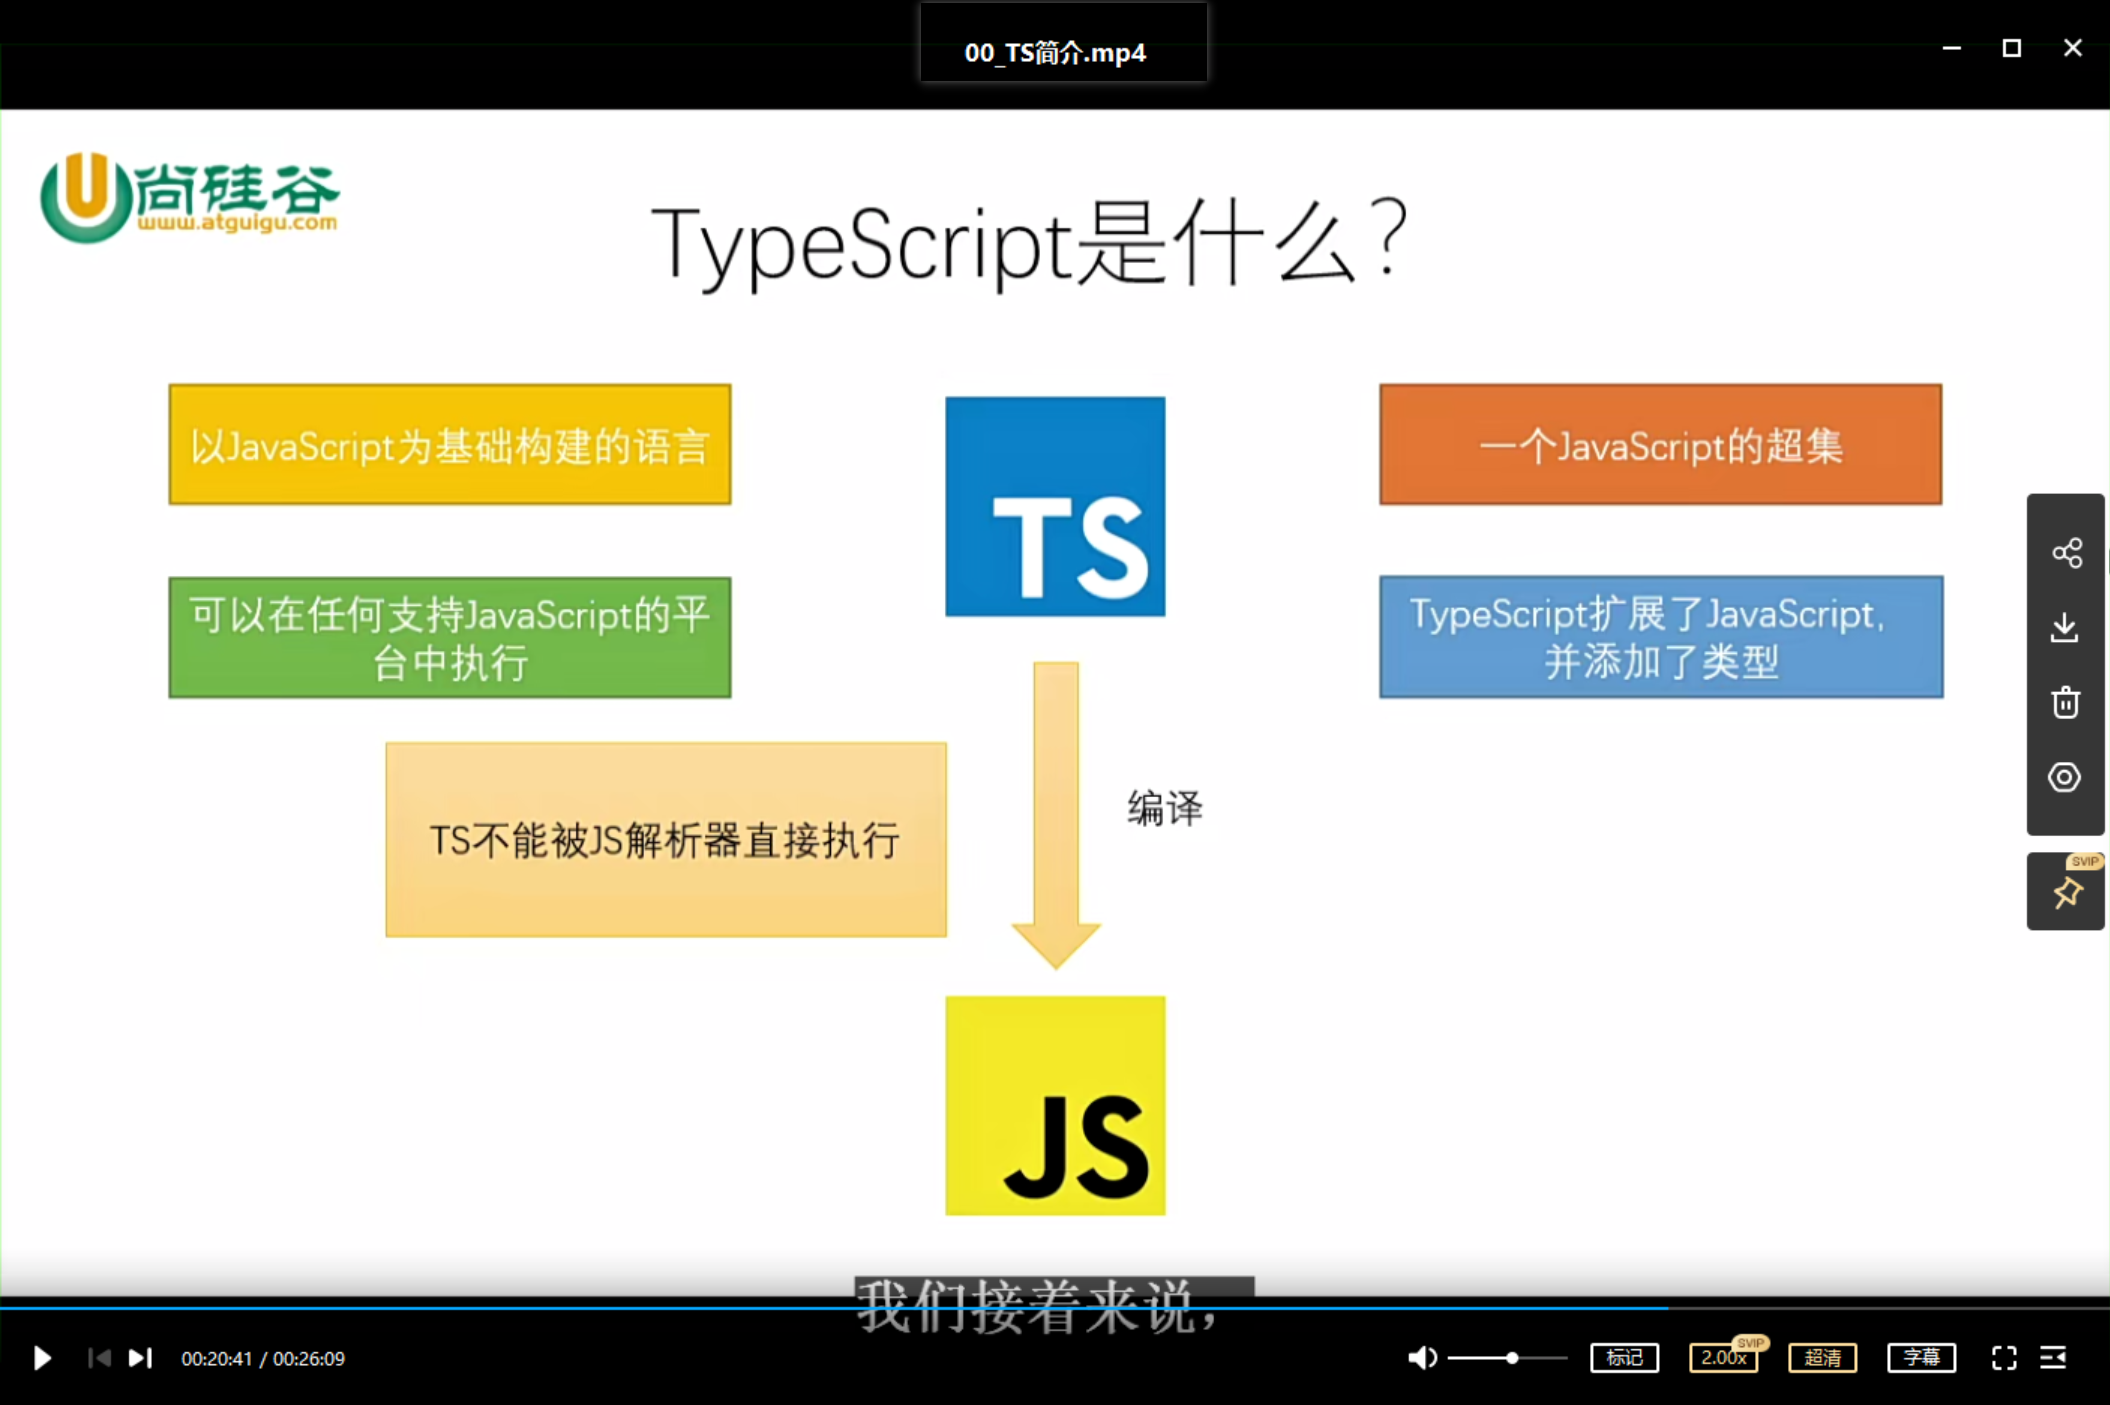 00_TS简介.mp4
尚硅谷
www.atguigu.com
TypeScript是什么?
以JavaScript为基础构建的语言
TS
一个JavaScript的超集
可以在任何支持JavaScript的平
台中执行
TypeScript扩展了JavaScript,
并添加了类型
TS不能被JS解析器直接执行
编译
SVIP
JS
我们接着来说，
00:20:41 / 00:26:09
标记
2.00x
SVIP
超清
字幕